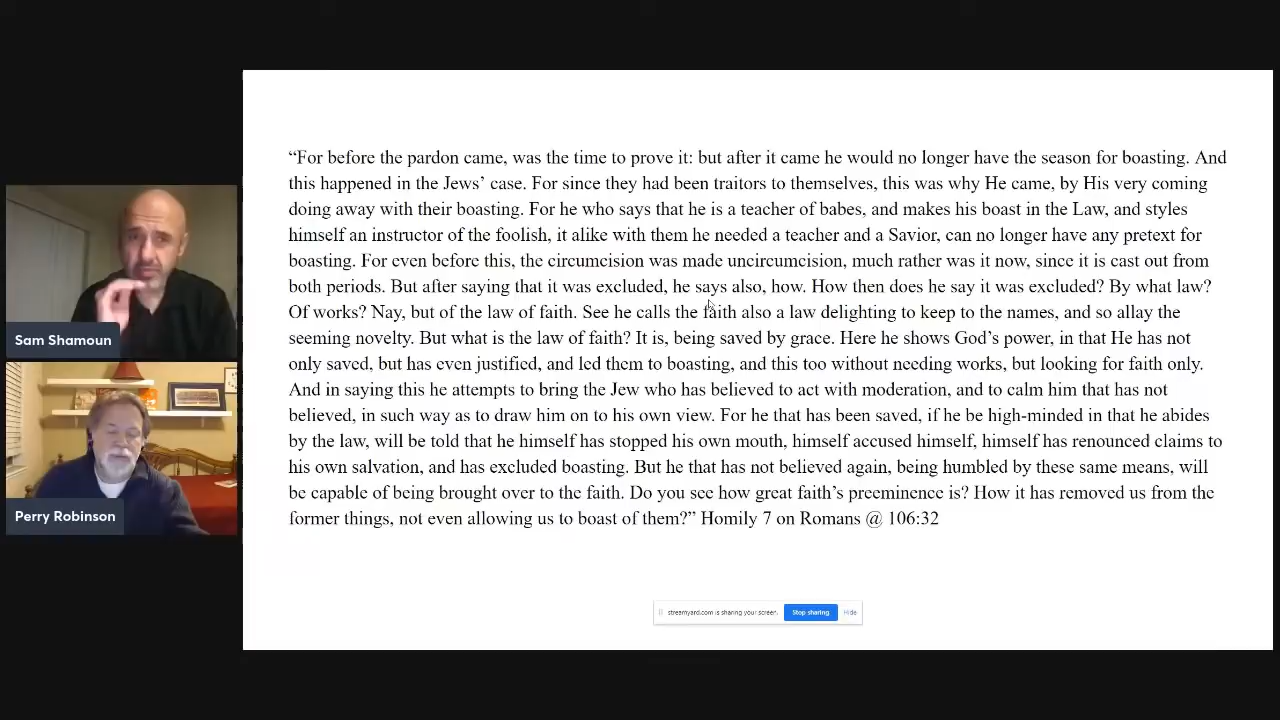 “For before the pardon came, was the time to prove it: but after it came he would no longer have the season for boasting. And
this happened in the Jews’ case. For since they had been traitors to themselves, this was why He came, by His very coming
doing away with their boasting. For he who says that he is a teacher of babes, and makes his boast in the Law, and styles
himself an instructor of the foolish, it alike with them he needed a teacher and a Savior, can no longer have any pretext for
boasting. For even before this, the circumcision was made uncircumcision, much rather was it now, since it is cast out from
both periods. But after saying that it was excluded, he says also, how. How then does he say it was excluded? By what law?
Of works? Nay, but of the law of faith. See he calls the faith also a law delighting to keep to the names, and so allay the
seeming novelty. But what is the law of faith? It is, being saved by grace. Here he shows God’s power, in that He has not
only saved, but has even justified, and led them to boasting, and this too without needing works, but looking for faith only.
And in saying this he attempts to bring the Jew who has believed to act with moderation, and to calm him that has not
believed, in such way as to draw him on to his own view. For he that has been saved, if he be high-minded in that he abides
by the law, will be told that he himself has stopped his own mouth, himself accused himself, himself has renounced claims to
his own salvation, and has excluded boasting. But he that has not believed again, being humbled by these same means, will
be capable of being brought over to the faith. Do you see how great faith’s preeminence is? How it has removed us from the
former things, not even allowing us to boast of them?” Homily 7 on Romans @ 106:32
Sam Shamoun
Perry Robinson
streamyard.com is sharing your screen.
Stop sharing
Hide